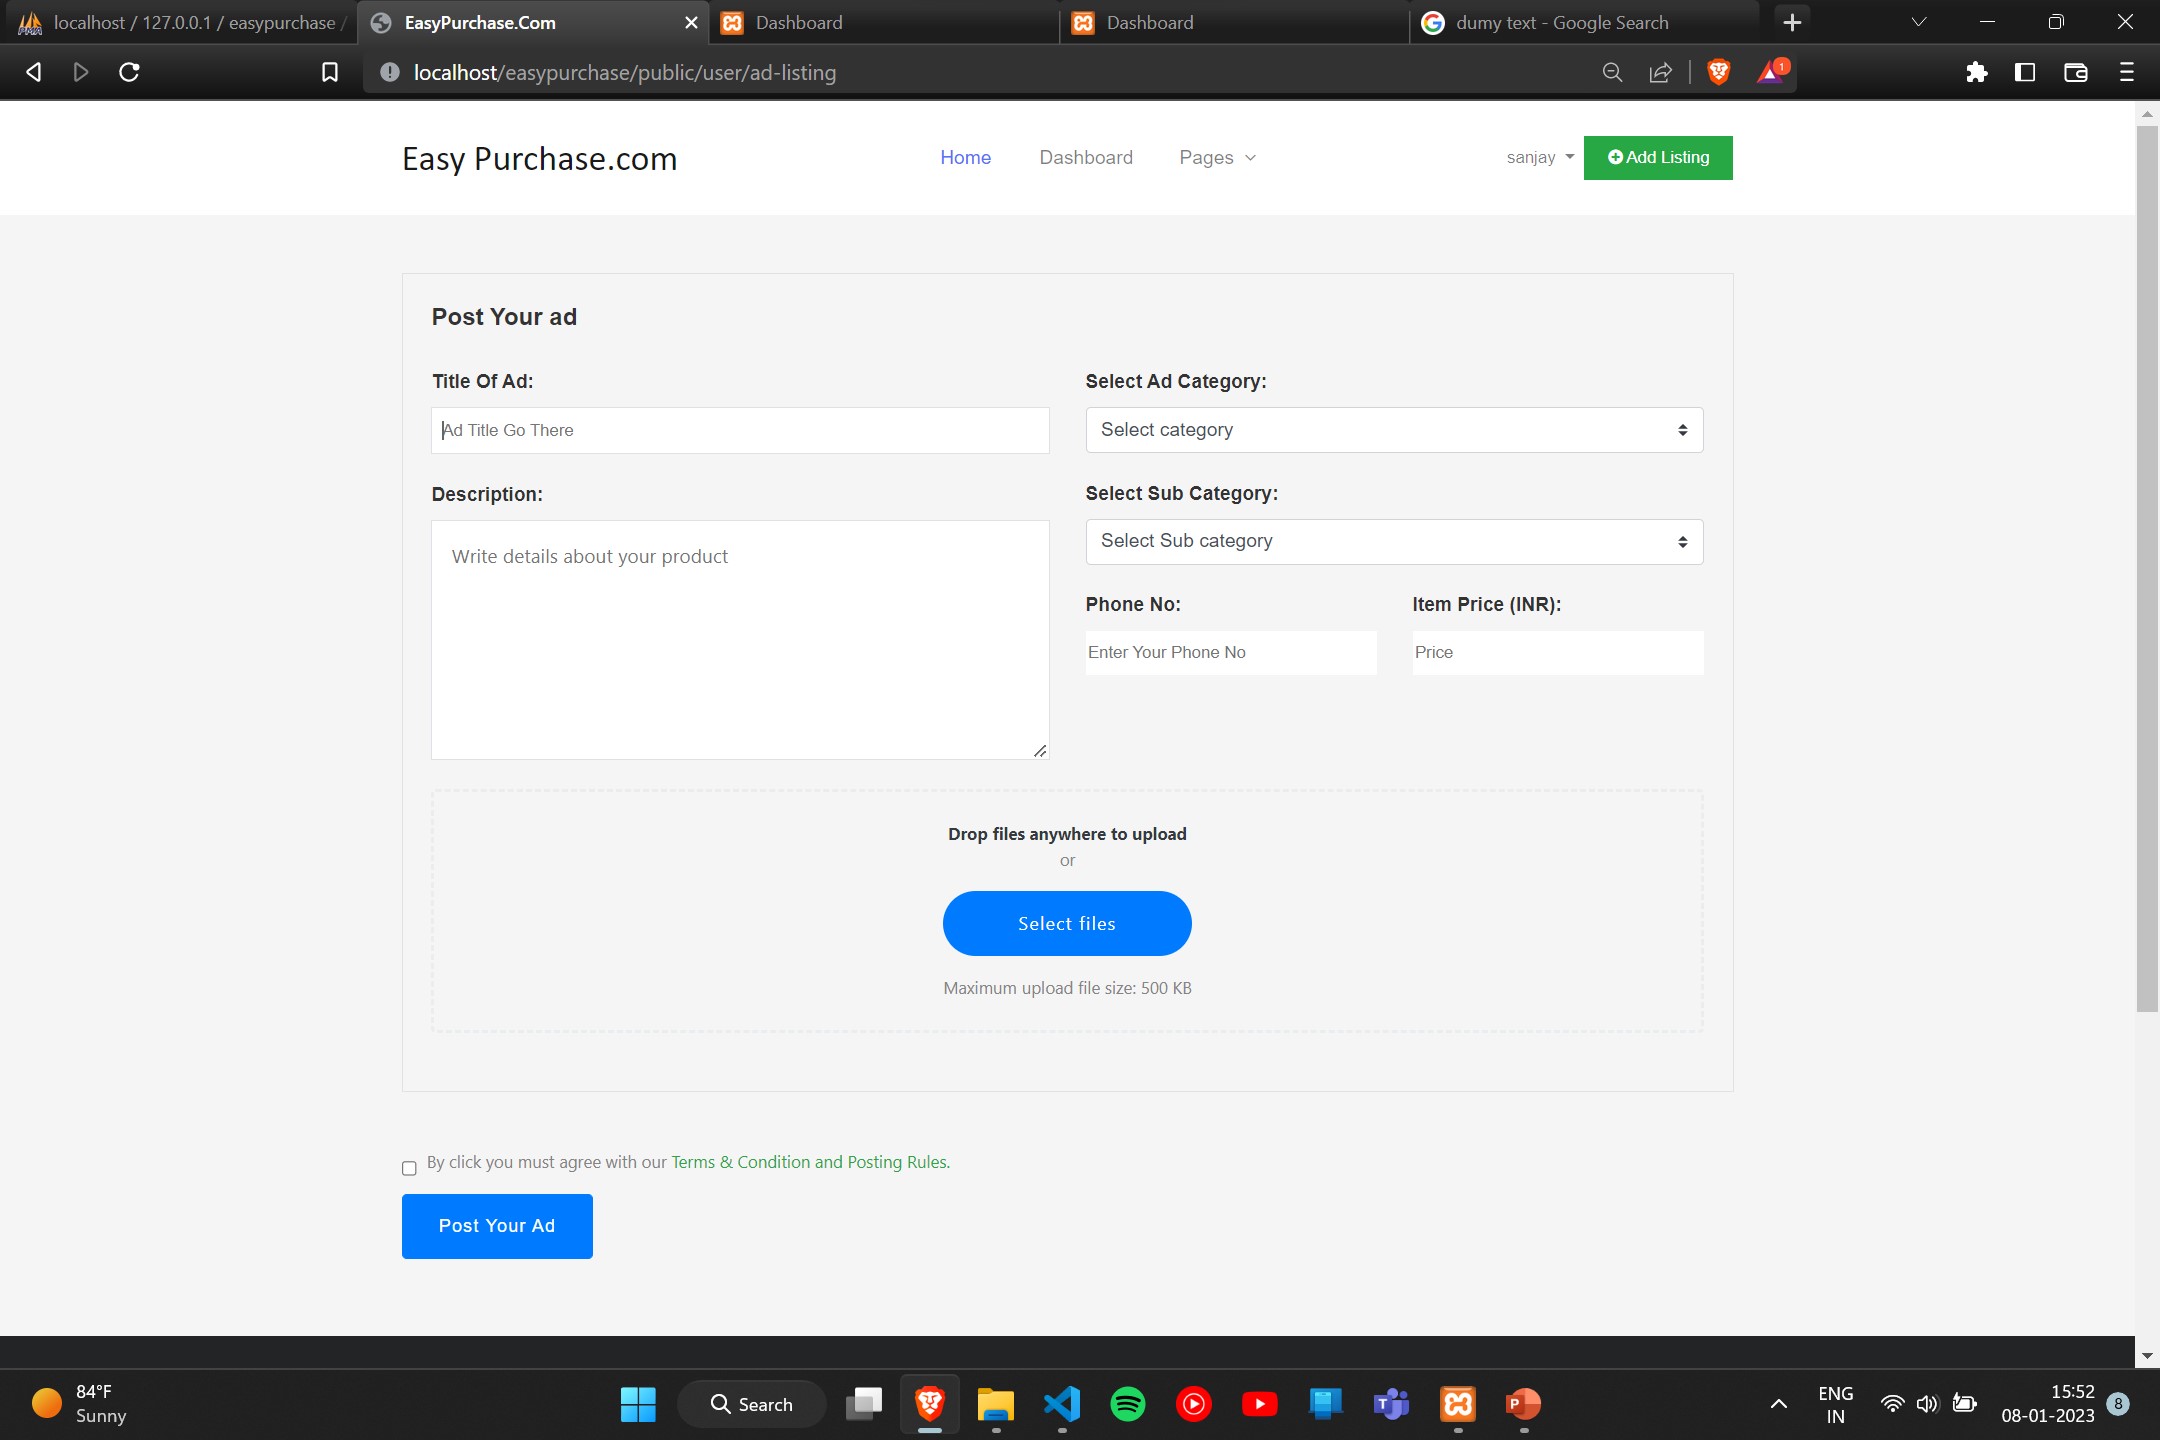 localhost / 127.0.0.1 / easypurchase /
EasyPurchase.Com
Dashboard
Dashboard
dumy text - Google Search
localhost/easypurchase/public/user/ad-listing
1
Easy Purchase.com
Home
Dashboard
Pages
sanjay
Add Listing
Post Your ad
Title Of Ad:
Ad Title Go There
Select Ad Category:
Select category
Description:
Write details about your product
Select Sub Category:
Select Sub category
Phone No:
Enter Your Phone No
Item Price (INR):
Price
Drop files anywhere to upload
or
Select files
Maximum upload file size: 500 KB
By click you must agree with our Terms & Condition and Posting Rules.
Post Your Ad
84°F
Sunny
Search
ENG
IN
15:52
08-01-2023
8